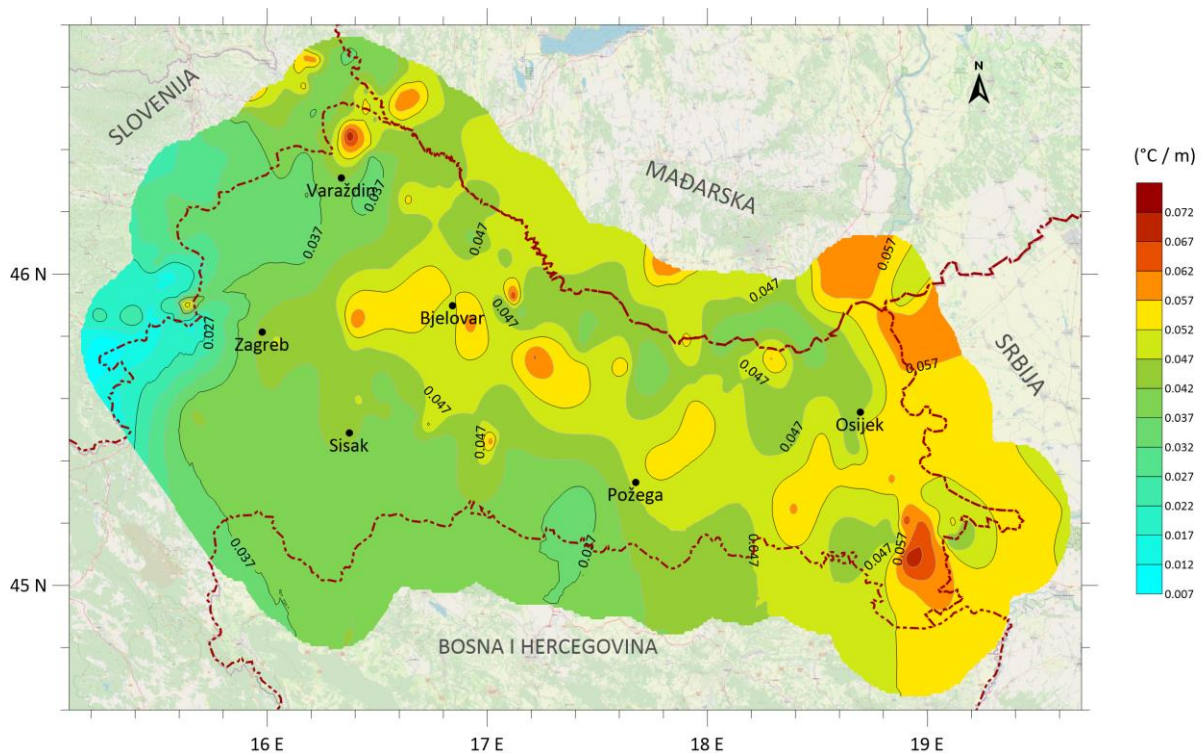 SLOVENIJA
N
MAĐARSKA
(°C / m)
Varaždin
0.037
0.037
0.047
46 N
0.057
0.047
0.072
0.067
0.062
0.057
0.052
0.047
0.042
0.037
0.032
0.027
0.022
0.017
0.012
0.007
0.027
Zagreb
Bjelovar
0.047
0.047
0.057
SRBIJA
0.047
Sisak
0.047
0.047
Osijek
Požega
0.037
0.037
0.047
0.047
0.057
45 N
BOSNA I HERCEGOVINA
16 E
17 E
18 E
19 E